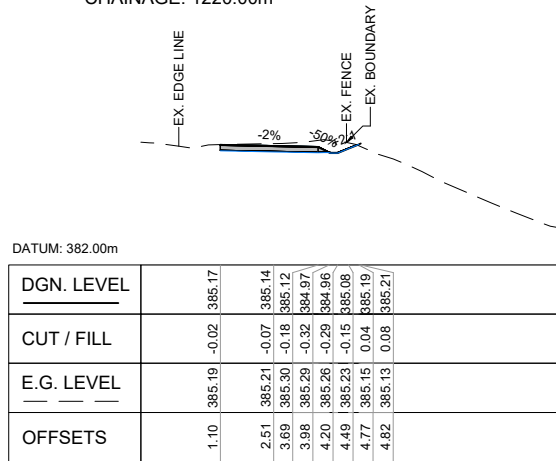 CHAINAGE: 1220.00m
EX. EDGE LINE
EX. FENCE
EX. BOUNDARY
-2%
-50%
DATUM: 382.00m
DGN. LEVEL 385.17 385.14 385.12 384.97 384.96 385.08 385.19 385.21
CUT / FILL -0.02 -0.07 -0.18 -0.32 -0.29 -0.15 0.04 0.08
E.G. LEVEL 385.19 385.21 385.30 385.29 385.26 385.23 385.15 385.13
OFFSETS 1.10 2.51 3.69 3.98 4.20 4.49 4.77 4.82